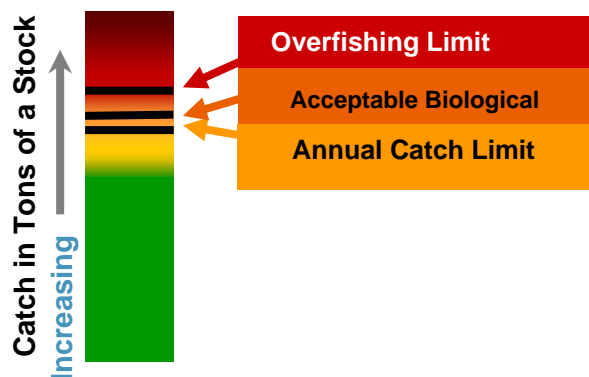 Catch in Tons of a Stock
Increasing
Overfishing Limit
Acceptable Biological
Annual Catch Limit